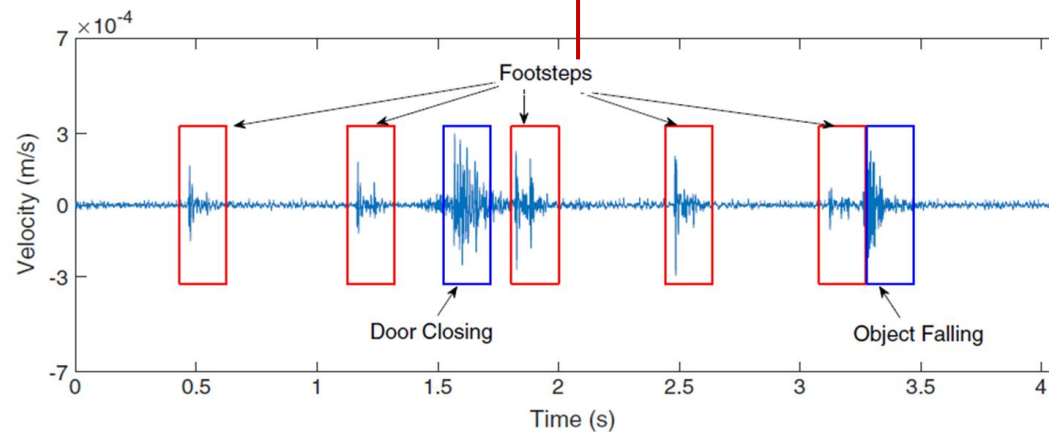 ×10⁻⁴
7
3
0
-3
-7
Velocity (m/s)
Footsteps
Door Closing
Object Falling
0 0.5 1 1.5 2 2.5 3 3.5 4
Time (s)